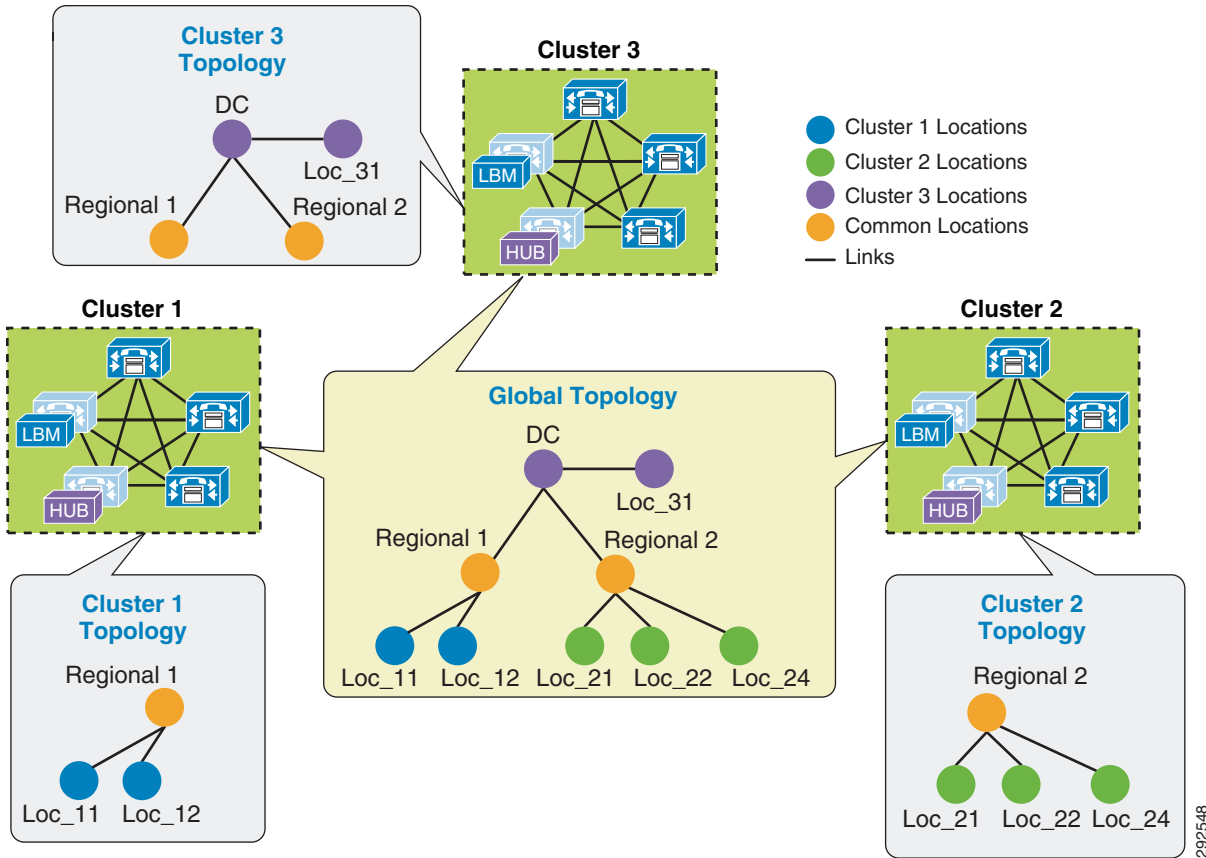 Cluster 3
Topology
DC
Loc_31
Regional 1
Regional 2
Cluster 3
LBM
HUB
Cluster 1 Locations
Cluster 2 Locations
Cluster 3 Locations
Common Locations
Links
Cluster 1
LBM
HUB
Cluster 2
LBM
HUB
Global Topology
DC
Loc_31
Regional 1
Regional 2
Loc_11
Loc_12
Loc_21
Loc_22
Loc_24
Cluster 1
Topology
Regional 1
Loc_11
Loc_12
Cluster 2
Topology
Regional 2
Loc_21
Loc_22
Loc_24
292548